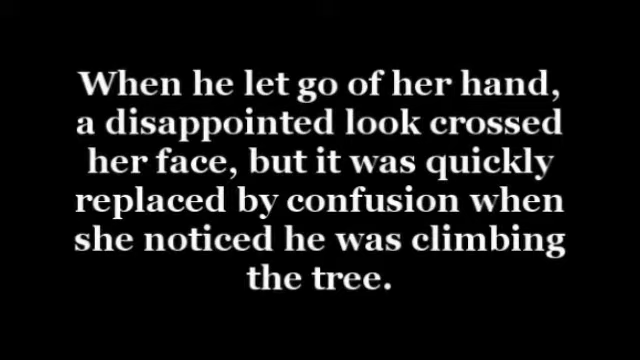 When he let go of her hand,
a disappointed look crossed
her face, but it was quickly
replaced by confusion when
she noticed he was climbing
the tree.